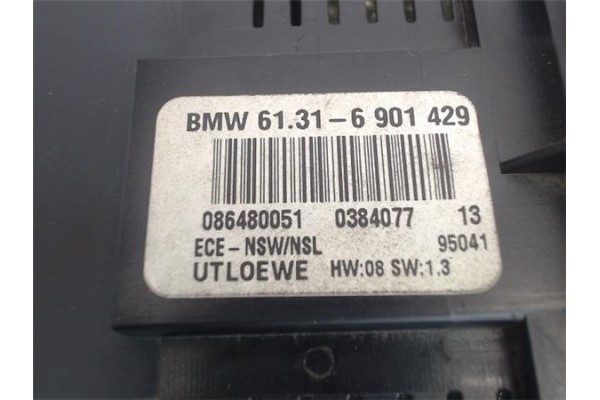 BMW 61.31-6 901 429
086480051 0384077 13
ECE-NSW/NSL 95041
UTLOEWE HW:08 SW:1.3